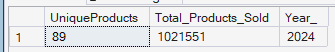 UniqueProducts Total_Products_Sold Year_
1 89 1021551 2024